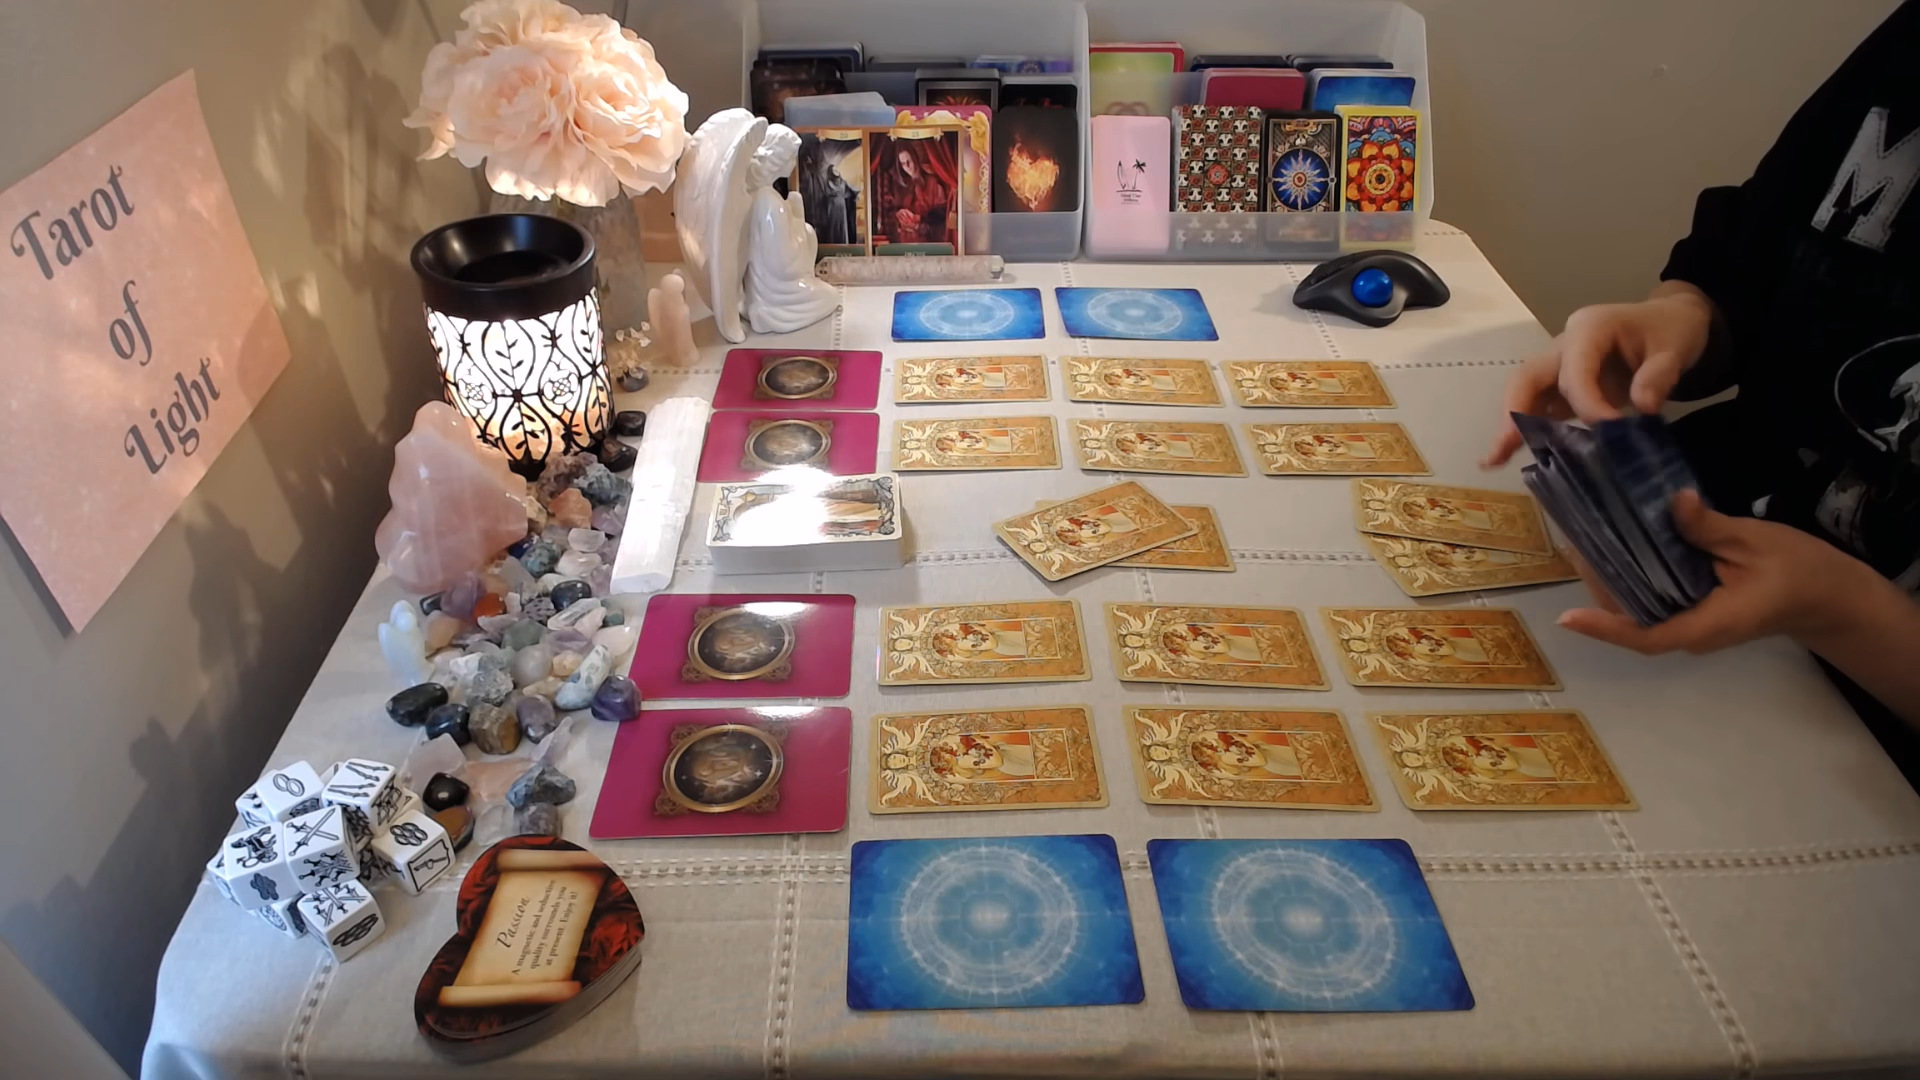 Tarot
of
Light
M
Passion
A magnetic and seductive
quality surrounds you
at present. Enjoy it!